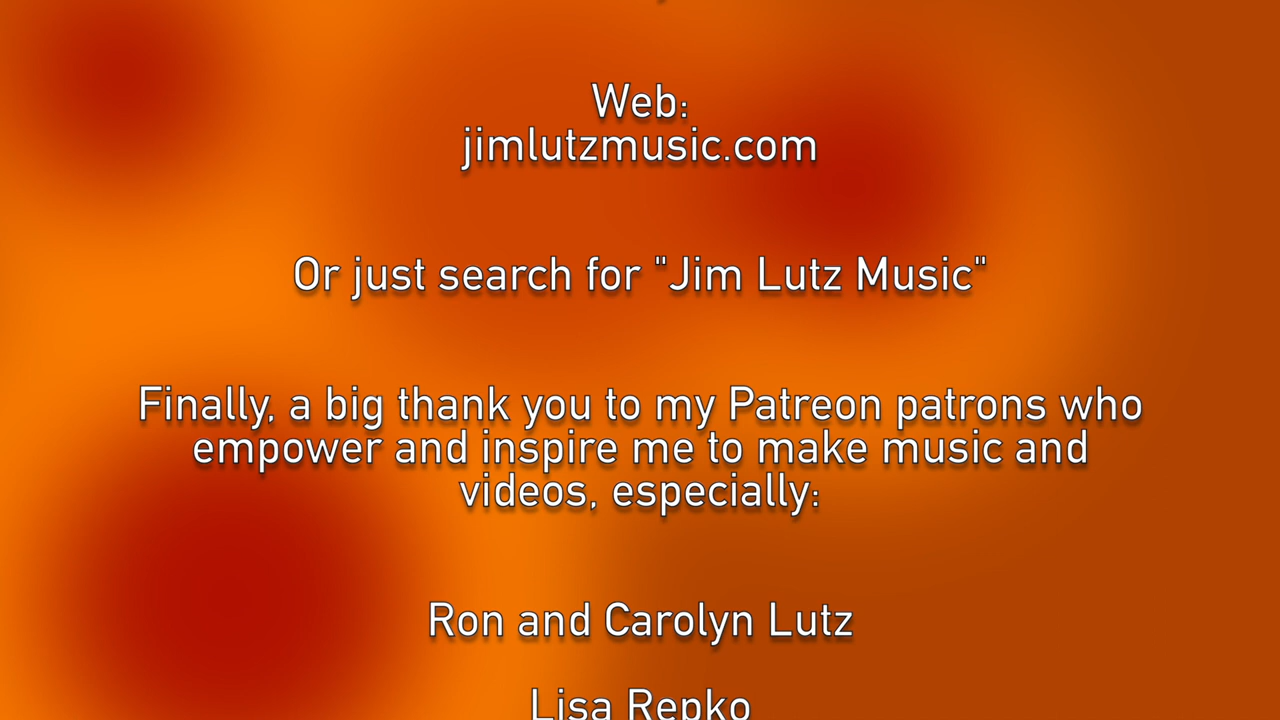 Web:
jimlutzmusic.com
Or just search for "Jim Lutz Music"
Finally, a big thank you to my Patreon patrons who
empower and inspire me to make music and
videos, especially:
Ron and Carolyn Lutz
Lisa Repko